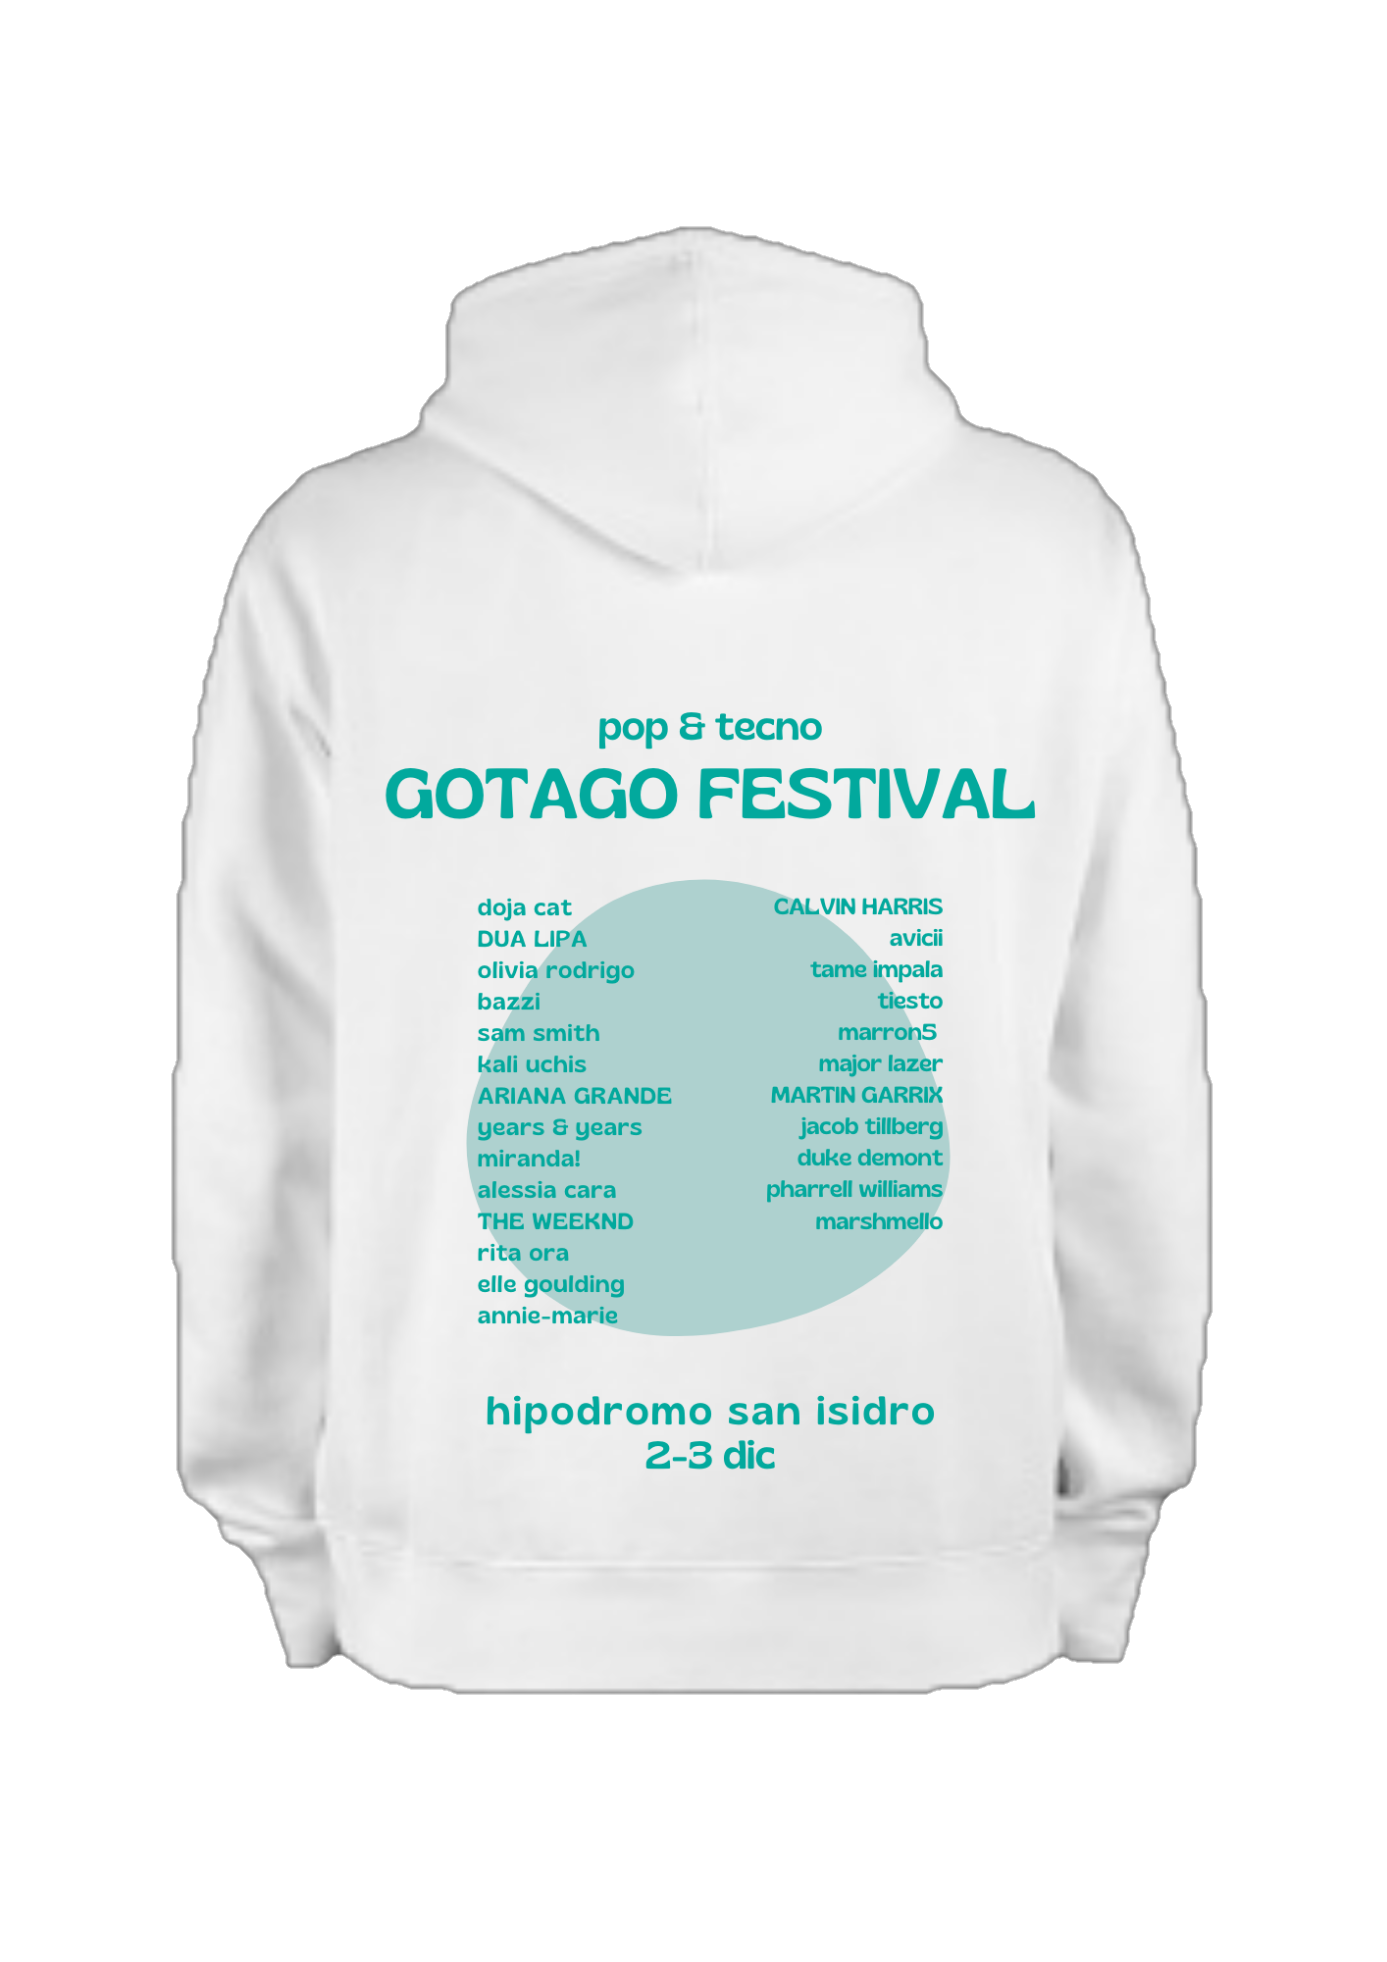 pop & tecno
GOTAGO FESTIVAL
doja cat
DUA LIPA
olivia rodrigo
bazzi
sam smith
kali uchis
ARIANA GRANDE
years & years
miranda!
alessia cara
THE WEEKND
rita ora
elle goulding
annie-marie
CALVIN HARRIS
avicii
tame impala
tiesto
marron5
major lazer
MARTIN GARRIX
jacob tillberg
duke demont
pharrell williams
marshmello
hipodromo san isidro
2-3 dic